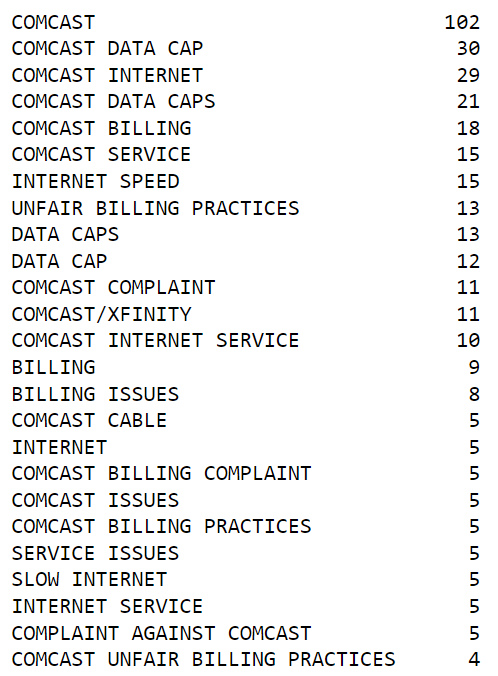 COMCAST 102
COMCAST DATA CAP 30
COMCAST INTERNET 29
COMCAST DATA CAPS 21
COMCAST BILLING 18
COMCAST SERVICE 15
INTERNET SPEED 15
UNFAIR BILLING PRACTICES 13
DATA CAPS 13
DATA CAP 12
COMCAST COMPLAINT 11
COMCAST/XFINITY 11
COMCAST INTERNET SERVICE 10
BILLING 9
BILLING ISSUES 8
COMCAST CABLE 5
INTERNET 5
COMCAST BILLING COMPLAINT 5
COMCAST ISSUES 5
COMCAST BILLING PRACTICES 5
SERVICE ISSUES 5
SLOW INTERNET 5
INTERNET SERVICE 5
COMPLAINT AGAINST COMCAST 5
COMCAST UNFAIR BILLING PRACTICES 4